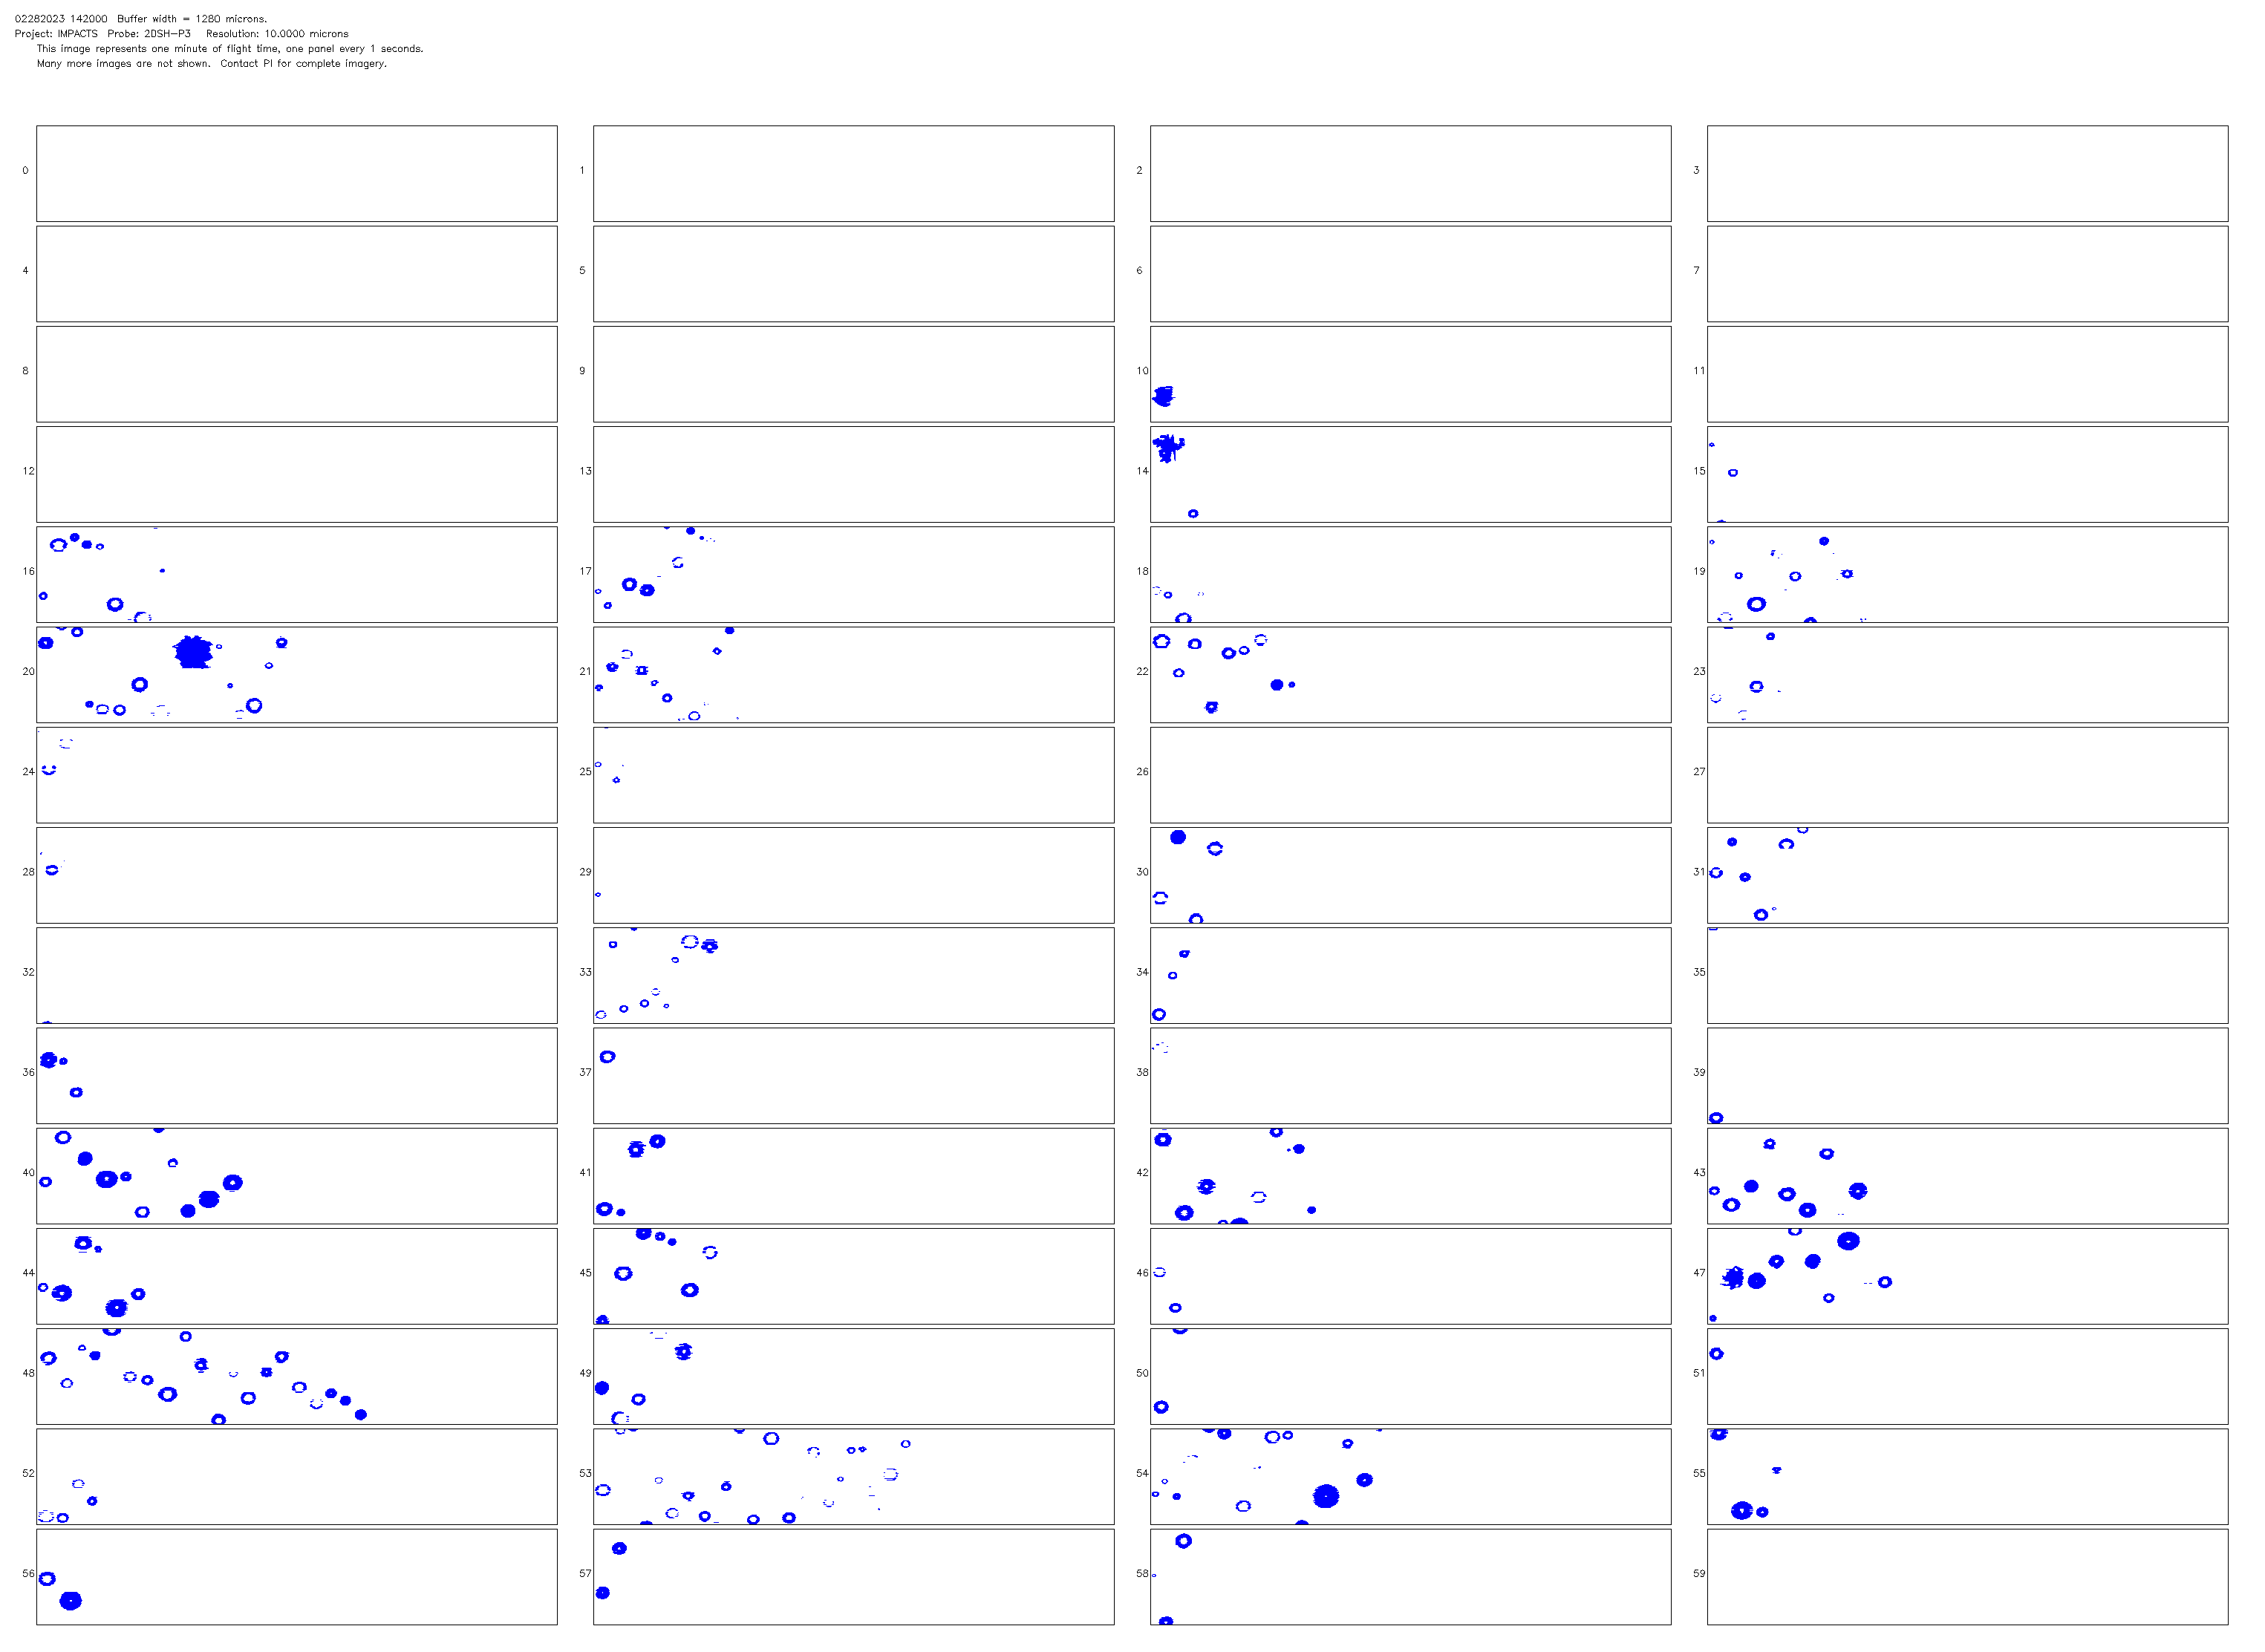 02282023 142000  Buffer width = 1280 microns.
Project: IMPACTS  Probe: 2DSH-P3    Resolution: 10.0000 microns
This image represents one minute of flight time, one panel every 1 seconds.
Many more images are not shown.  Contact PI for complete imagery.
0 1 2 3
4 5 6 7
8 9 10 11
12 13 14 15
16 17 18 19
20 21 22 23
24 25 26 27
28 29 30 31
32 33 34 35
36 37 38 39
40 41 42 43
44 45 46 47
48 49 50 51
52 53 54 55
56 57 58 59